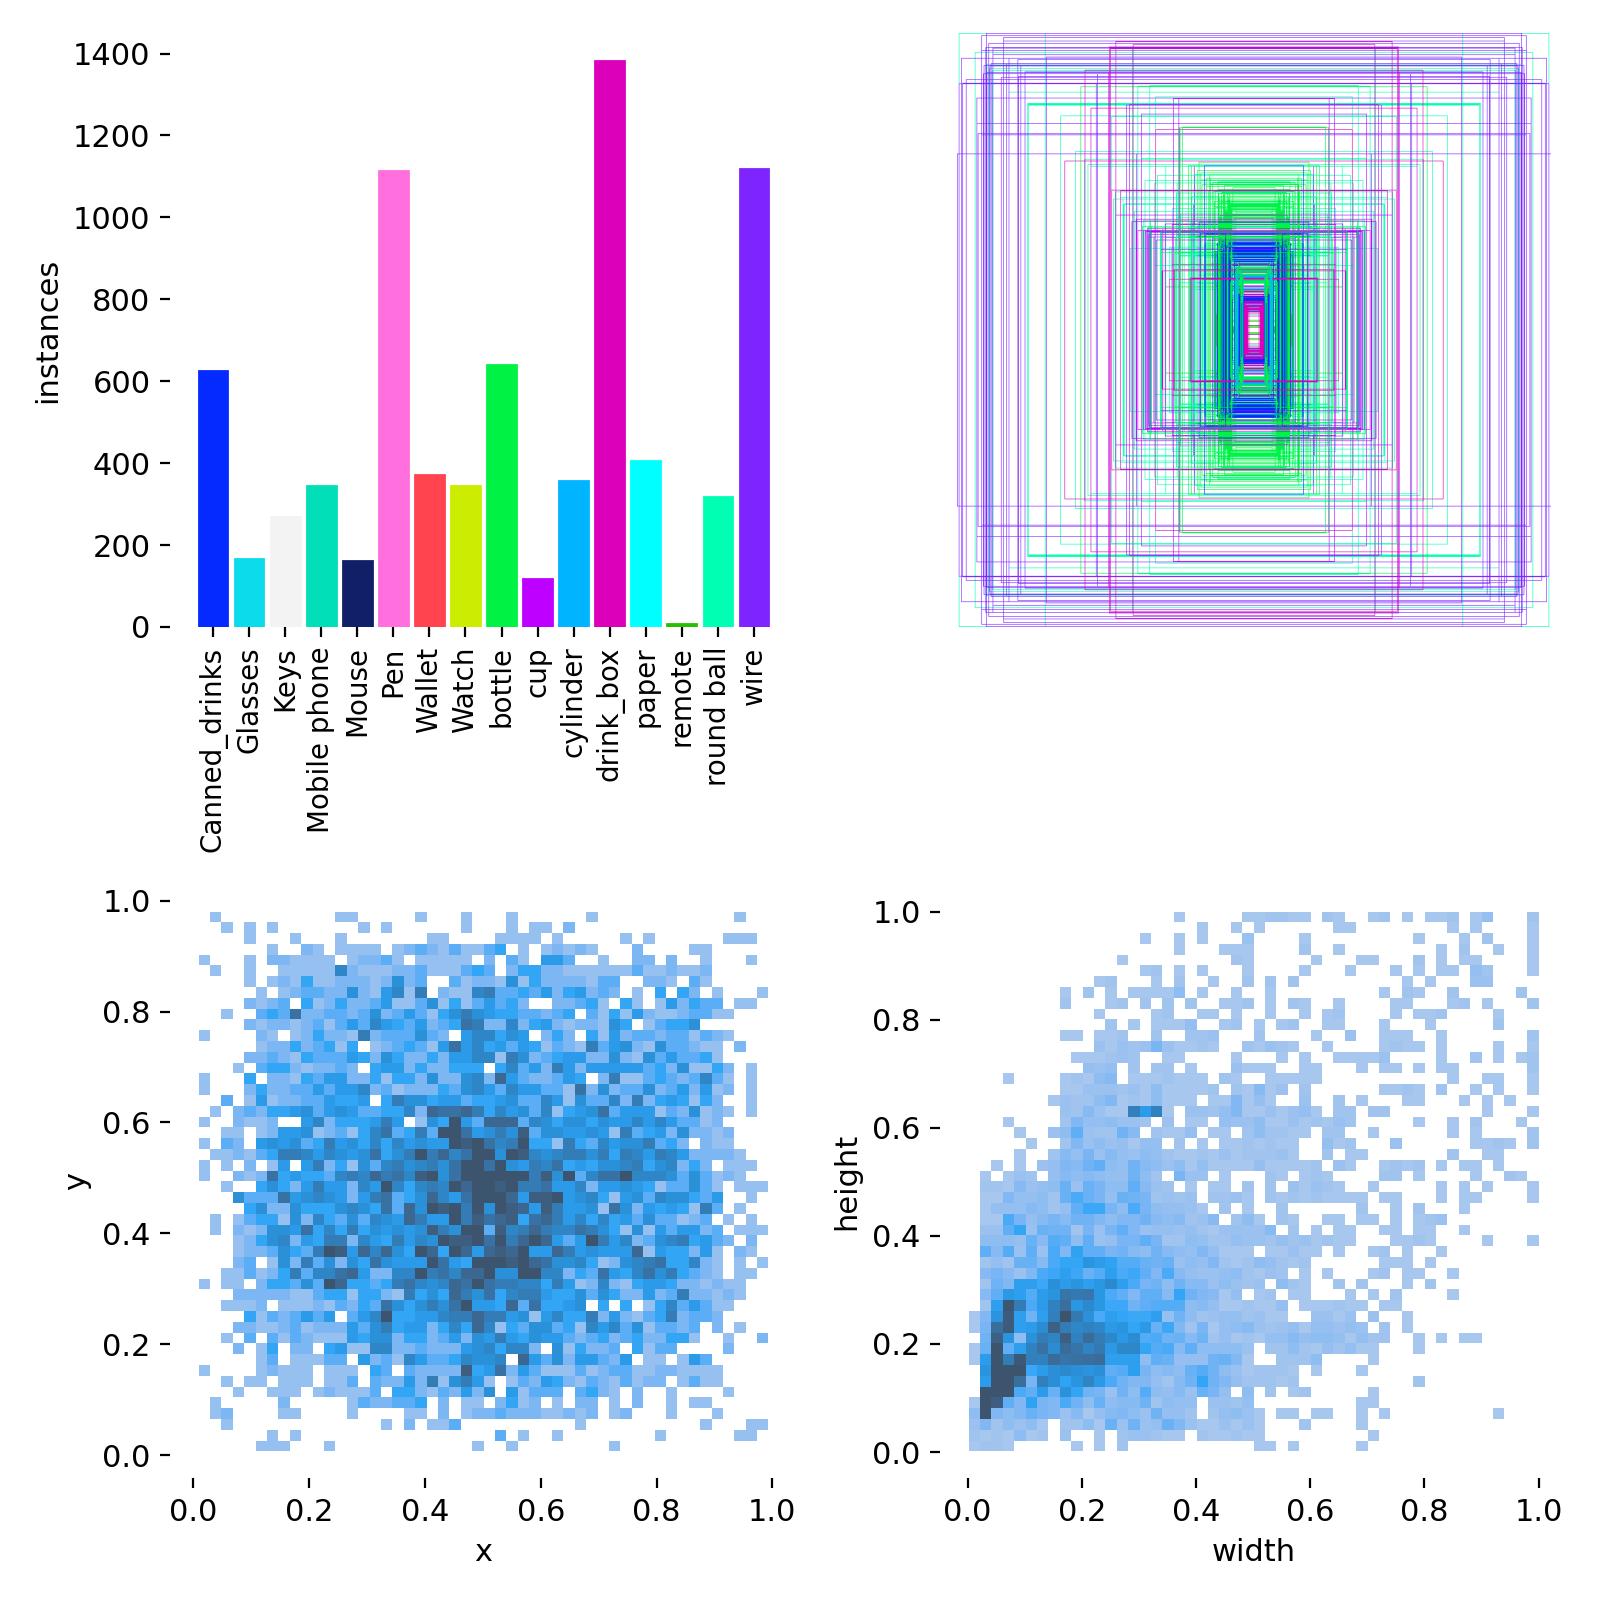 1400
1200
1000
800
600
400
200
0
instances
Canned_drinks
Glasses
Keys
Mobile phone
Mouse
Pen
Wallet
Watch
bottle
cup
cylinder
drink_box
paper
remote
round ball
wire
1.0
0.8
0.6
0.4
0.2
0.0
y
0.0 0.2 0.4 0.6 0.8 1.0
x
1.0
0.8
0.6
0.4
0.2
0.0
height
0.0 0.2 0.4 0.6 0.8 1.0
width